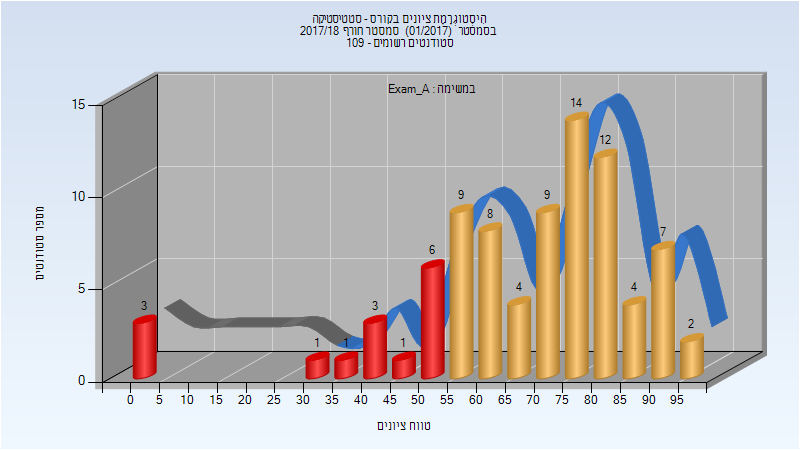 היסטוגרמת ציונים בקורס - סטטיסטיקה
בסמסטר (01/2017) סמסטר חורף 2017/18
סטודנטים רשומים - 109
במשימה : Exam_A
מספר סטודנטים
15
10
5
0
3
1
1
3
1
6
9
8
4
9
14
12
4
7
2
0 5 10 15 20 25 30 35 40 45 50 55 60 65 70 75 80 85 90 95
טווח ציונים